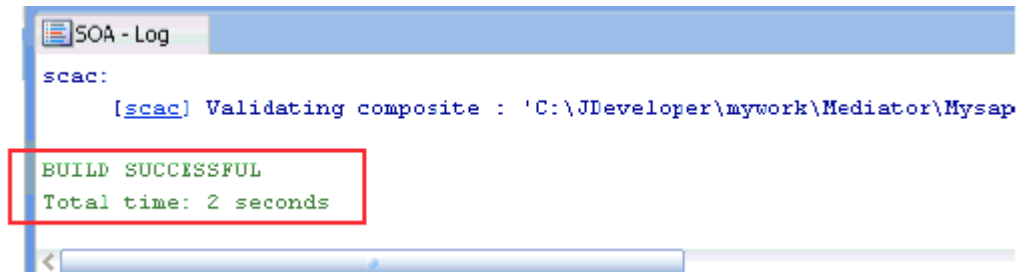 SOA - Log
scac:
[scac] Validating composite : 'C:\JDeveloper\mywork\Mediator\Mysap
BUILD SUCCESSFUL
Total time: 2 seconds